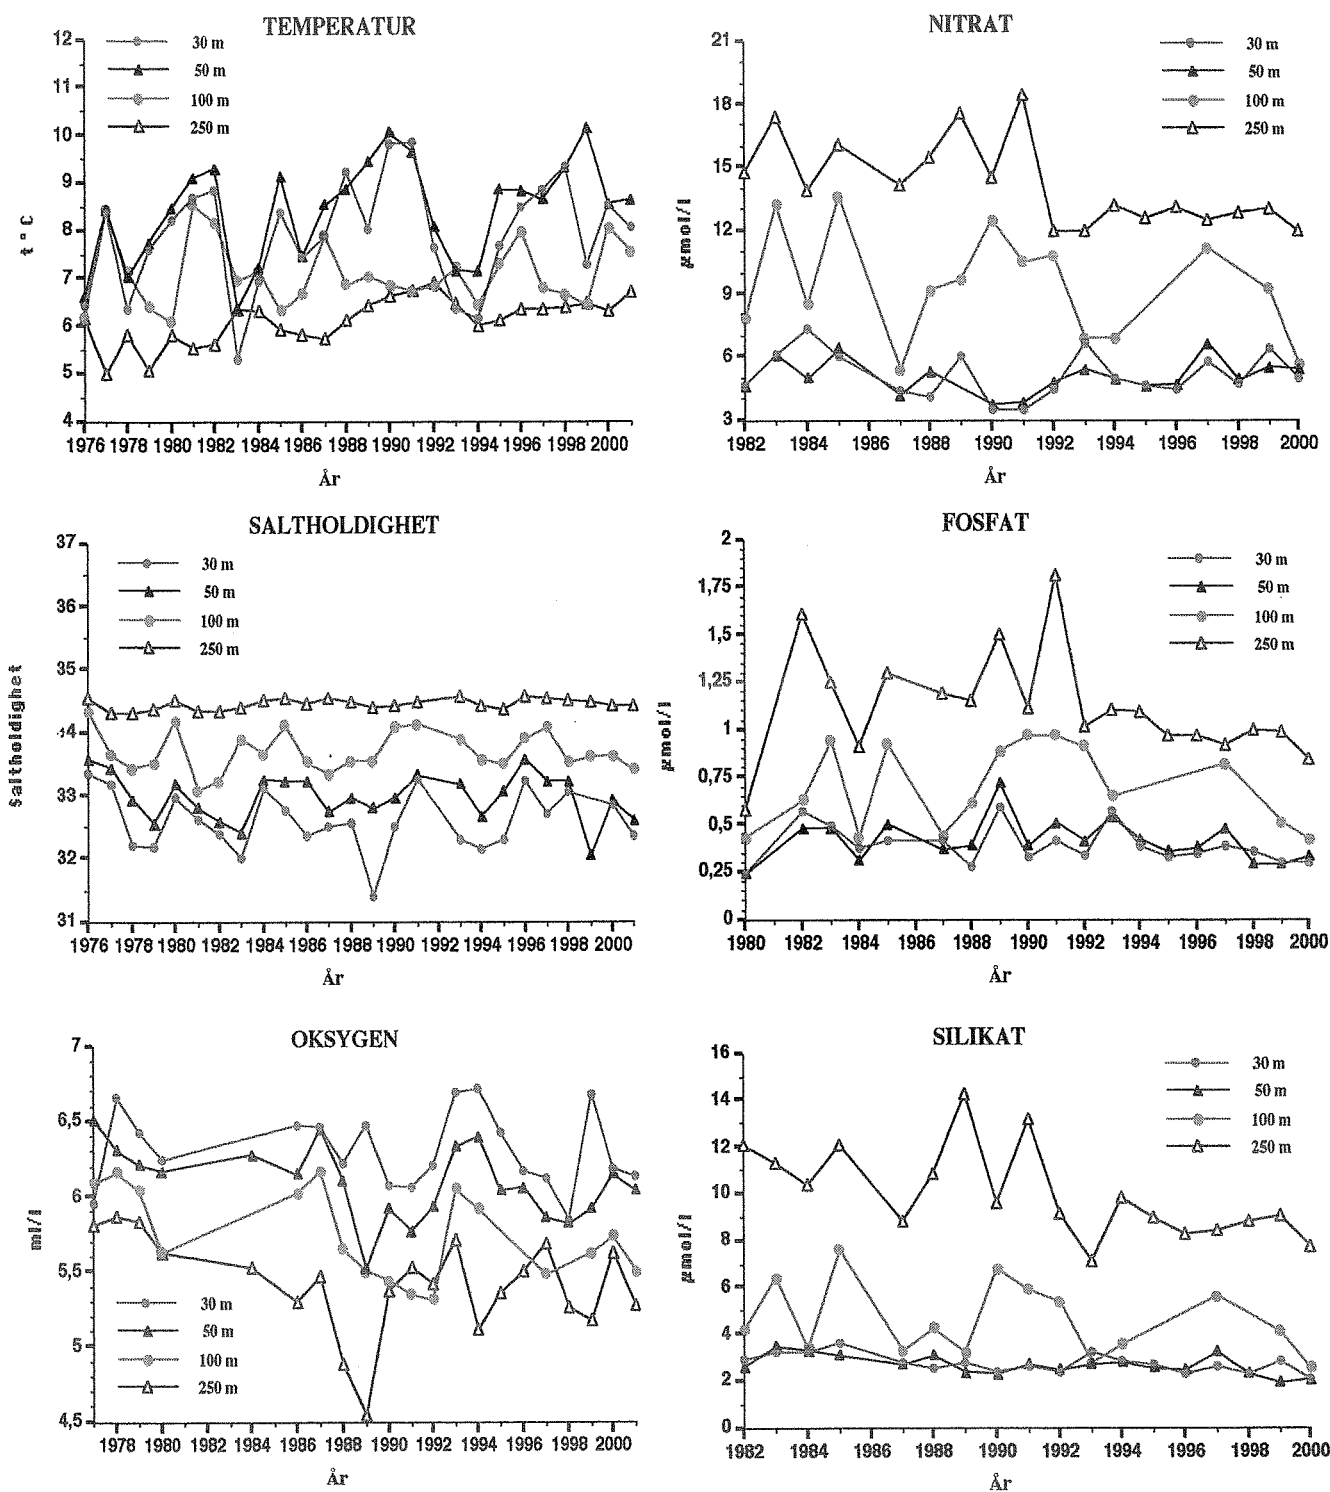 TEMPERATUR
12
11
10
9
8
7
6
5
4
t °C
30 m
50 m
100 m
250 m
1976 1978 1980 1982 1984 1986 1988 1990 1992 1994 1996 1998 2000
År
NITRAT
21
18
15
12
9
6
3
µmol/l
30 m
50 m
100 m
250 m
1982 1984 1986 1988 1990 1992 1994 1996 1998 2000
År
SALTHOLDIGHET
37
36
35
34
33
32
31
Saltholdighet
30 m
50 m
100 m
250 m
1976 1978 1980 1982 1984 1986 1988 1990 1992 1994 1996 1998 2000
År
FOSFAT
2
1,75
1,5
1,25
1
0,75
0,5
0,25
0
µmol/l
30 m
50 m
100 m
250 m
1980 1982 1984 1986 1988 1990 1992 1994 1996 1998 2000
År
OKSYGEN
7
6,5
6
5,5
5
4,5
ml/l
30 m
50 m
100 m
250 m
1978 1980 1982 1984 1986 1988 1990 1992 1994 1996 1998 2000
År
SILIKAT
16
14
12
10
8
6
4
2
0
µmol/l
30 m
50 m
100 m
250 m
1982 1984 1986 1988 1990 1992 1994 1996 1998 2000
År